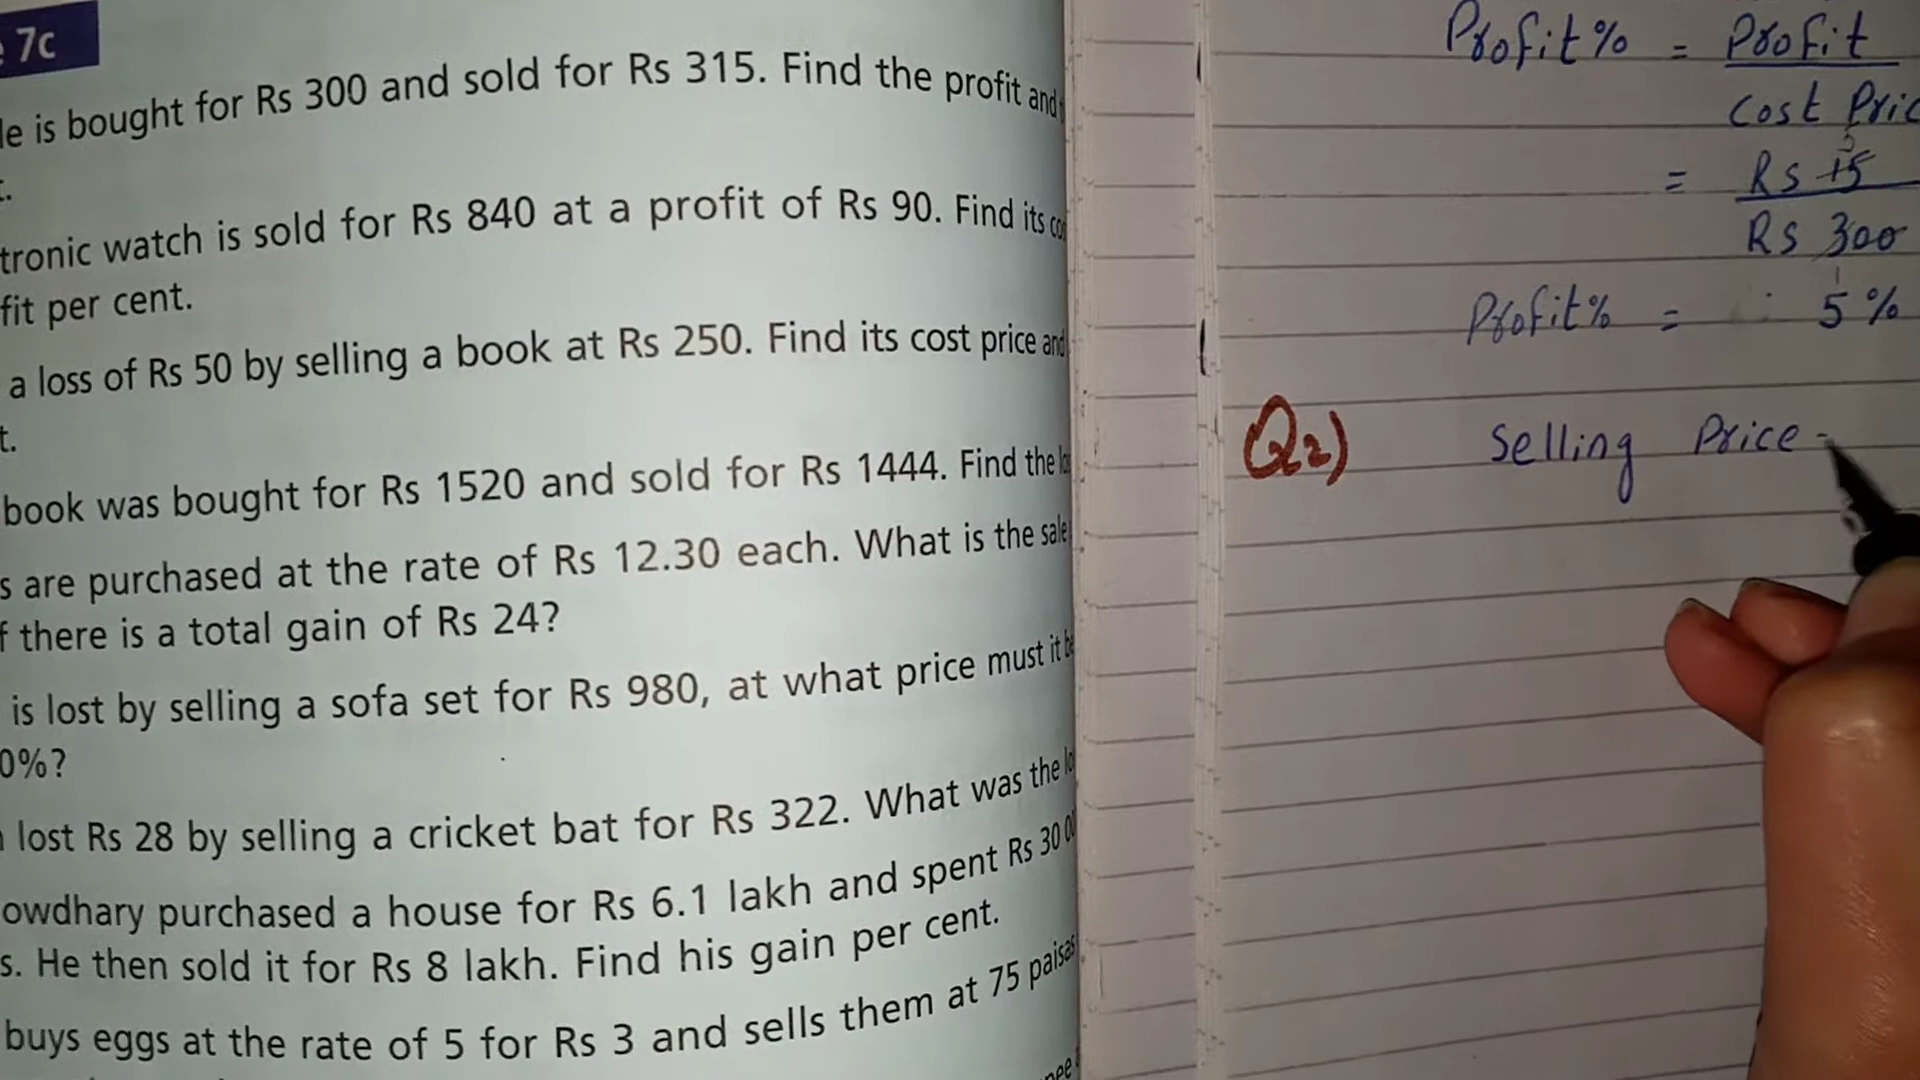 7c
le is bought for Rs 300 and sold for Rs 315. Find the profit and
tronic watch is sold for Rs 840 at a profit of Rs 90. Find its
fit per cent.
a loss of Rs 50 by selling a book at Rs 250. Find its cost price and
t.
book was bought for Rs 1520 and sold for Rs 1444. Find the
s are purchased at the rate of Rs 12.30 each. What is the sale
f there is a total gain of Rs 24?
is lost by selling a sofa set for Rs 980, at what price must it
0%?
lost Rs 28 by selling a cricket bat for Rs 322. What was the
owdhary purchased a house for Rs 6.1 lakh and spent Rs 30 00
s. He then sold it for Rs 8 lakh. Find his gain per cent.
buys eggs at the rate of 5 for Rs 3 and sells them at 75 paisas
Profit% = Profit
Cost Pric
= Rs 15
Rs 300
Profit% = 5%
Q2) Selling Price =